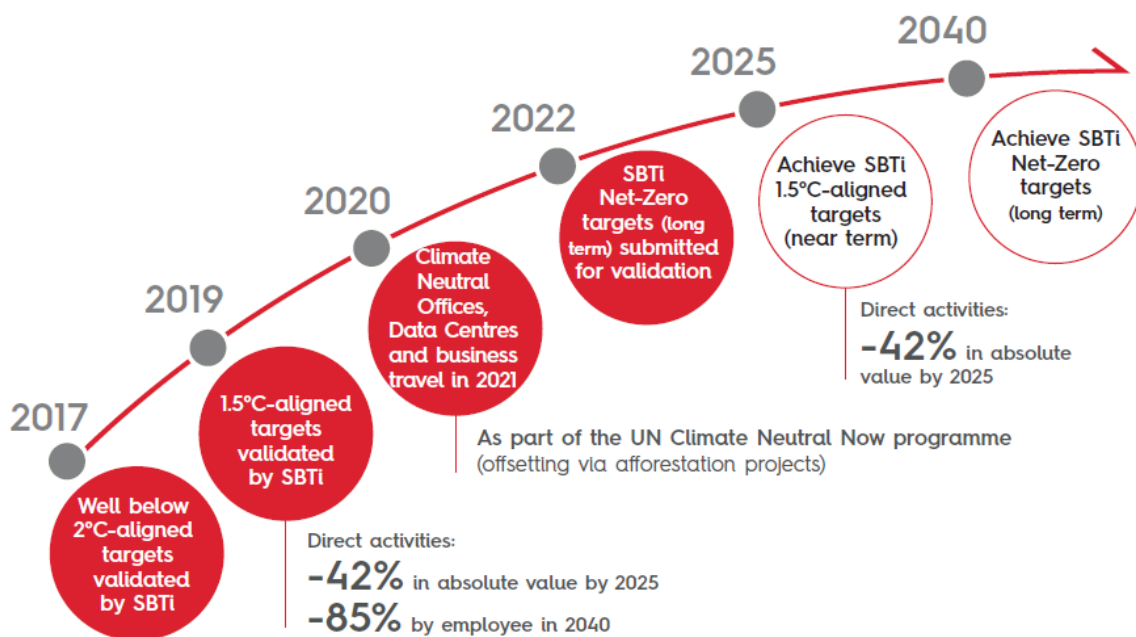 2017
Well below
2°C-aligned
targets
validated
by SBTi
2019
1.5°C-aligned
targets
validated
by SBTi
Direct activities:
-42% in absolute value by 2025
-85% by employee in 2040
2020
Climate
Neutral
Offices,
Data Centres
and business
travel in 2021
As part of the UN Climate Neutral Now programme
(offsetting via afforestation projects)
2022
SBTi
Net-Zero
targets (long
term) submitted
for validation
2025
Achieve SBTi
1.5°C-aligned
targets
(near term)
Direct activities:
-42% in absolute
value by 2025
2040
Achieve SBTi
Net-Zero
targets
(long term)